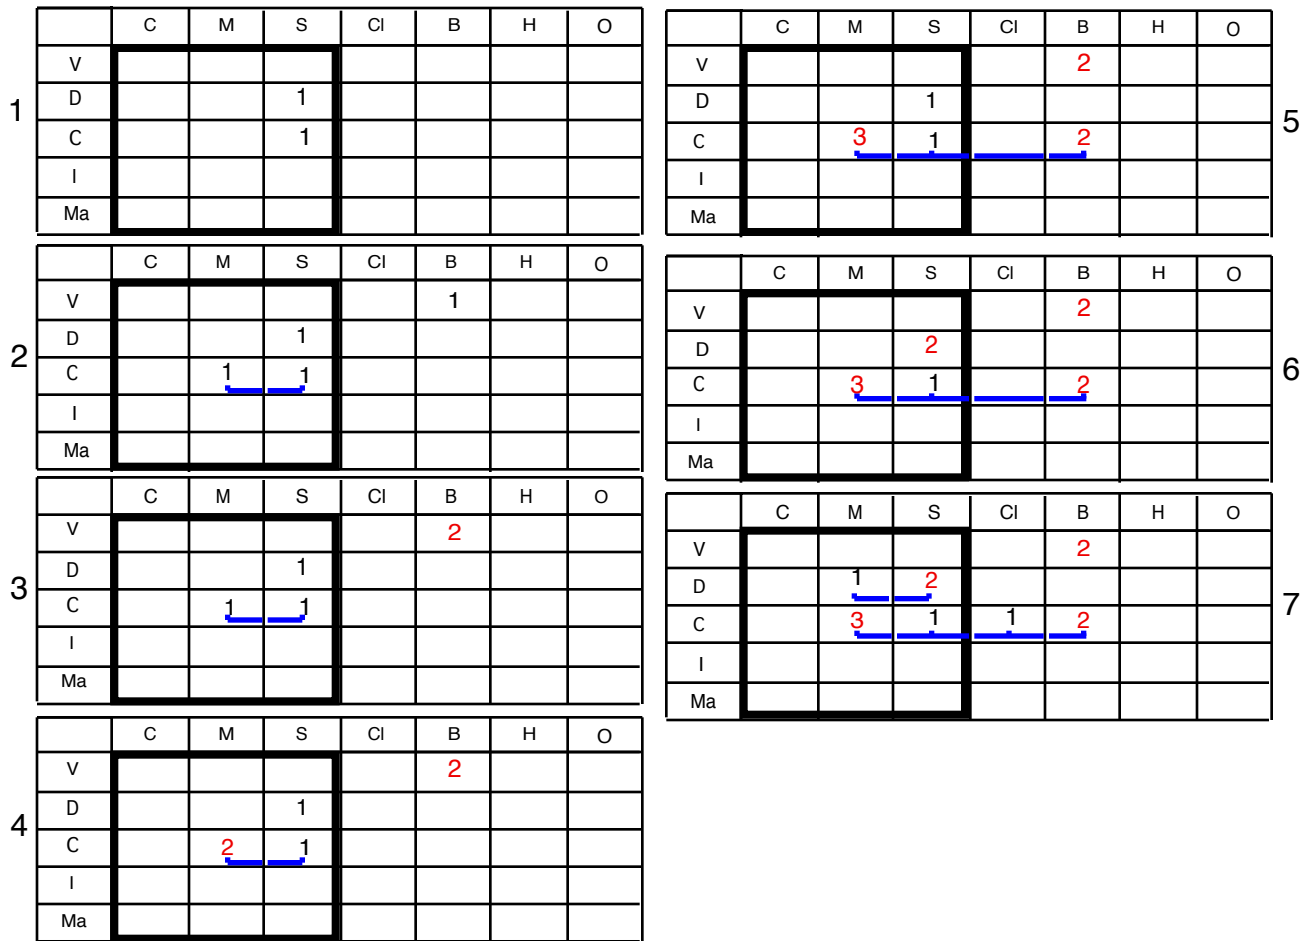 1
C M S Cl B H O
V
D 1
C 1
I
Ma
2
C M S Cl B H O
V 1
D 1
C 1 1
I
Ma
3
C M S Cl B H O
V 2
D 1
C 1 1
I
Ma
4
C M S Cl B H O
V 2
D 1
C 2 1
I
Ma
5
C M S Cl B H O
V 2
D 1
C 3 1 2
I
Ma
6
C M S Cl B H O
V 2
D 2
C 3 1 2
I
Ma
7
C M S Cl B H O
V 2
D 1 2
C 3 1 1 2
I
Ma